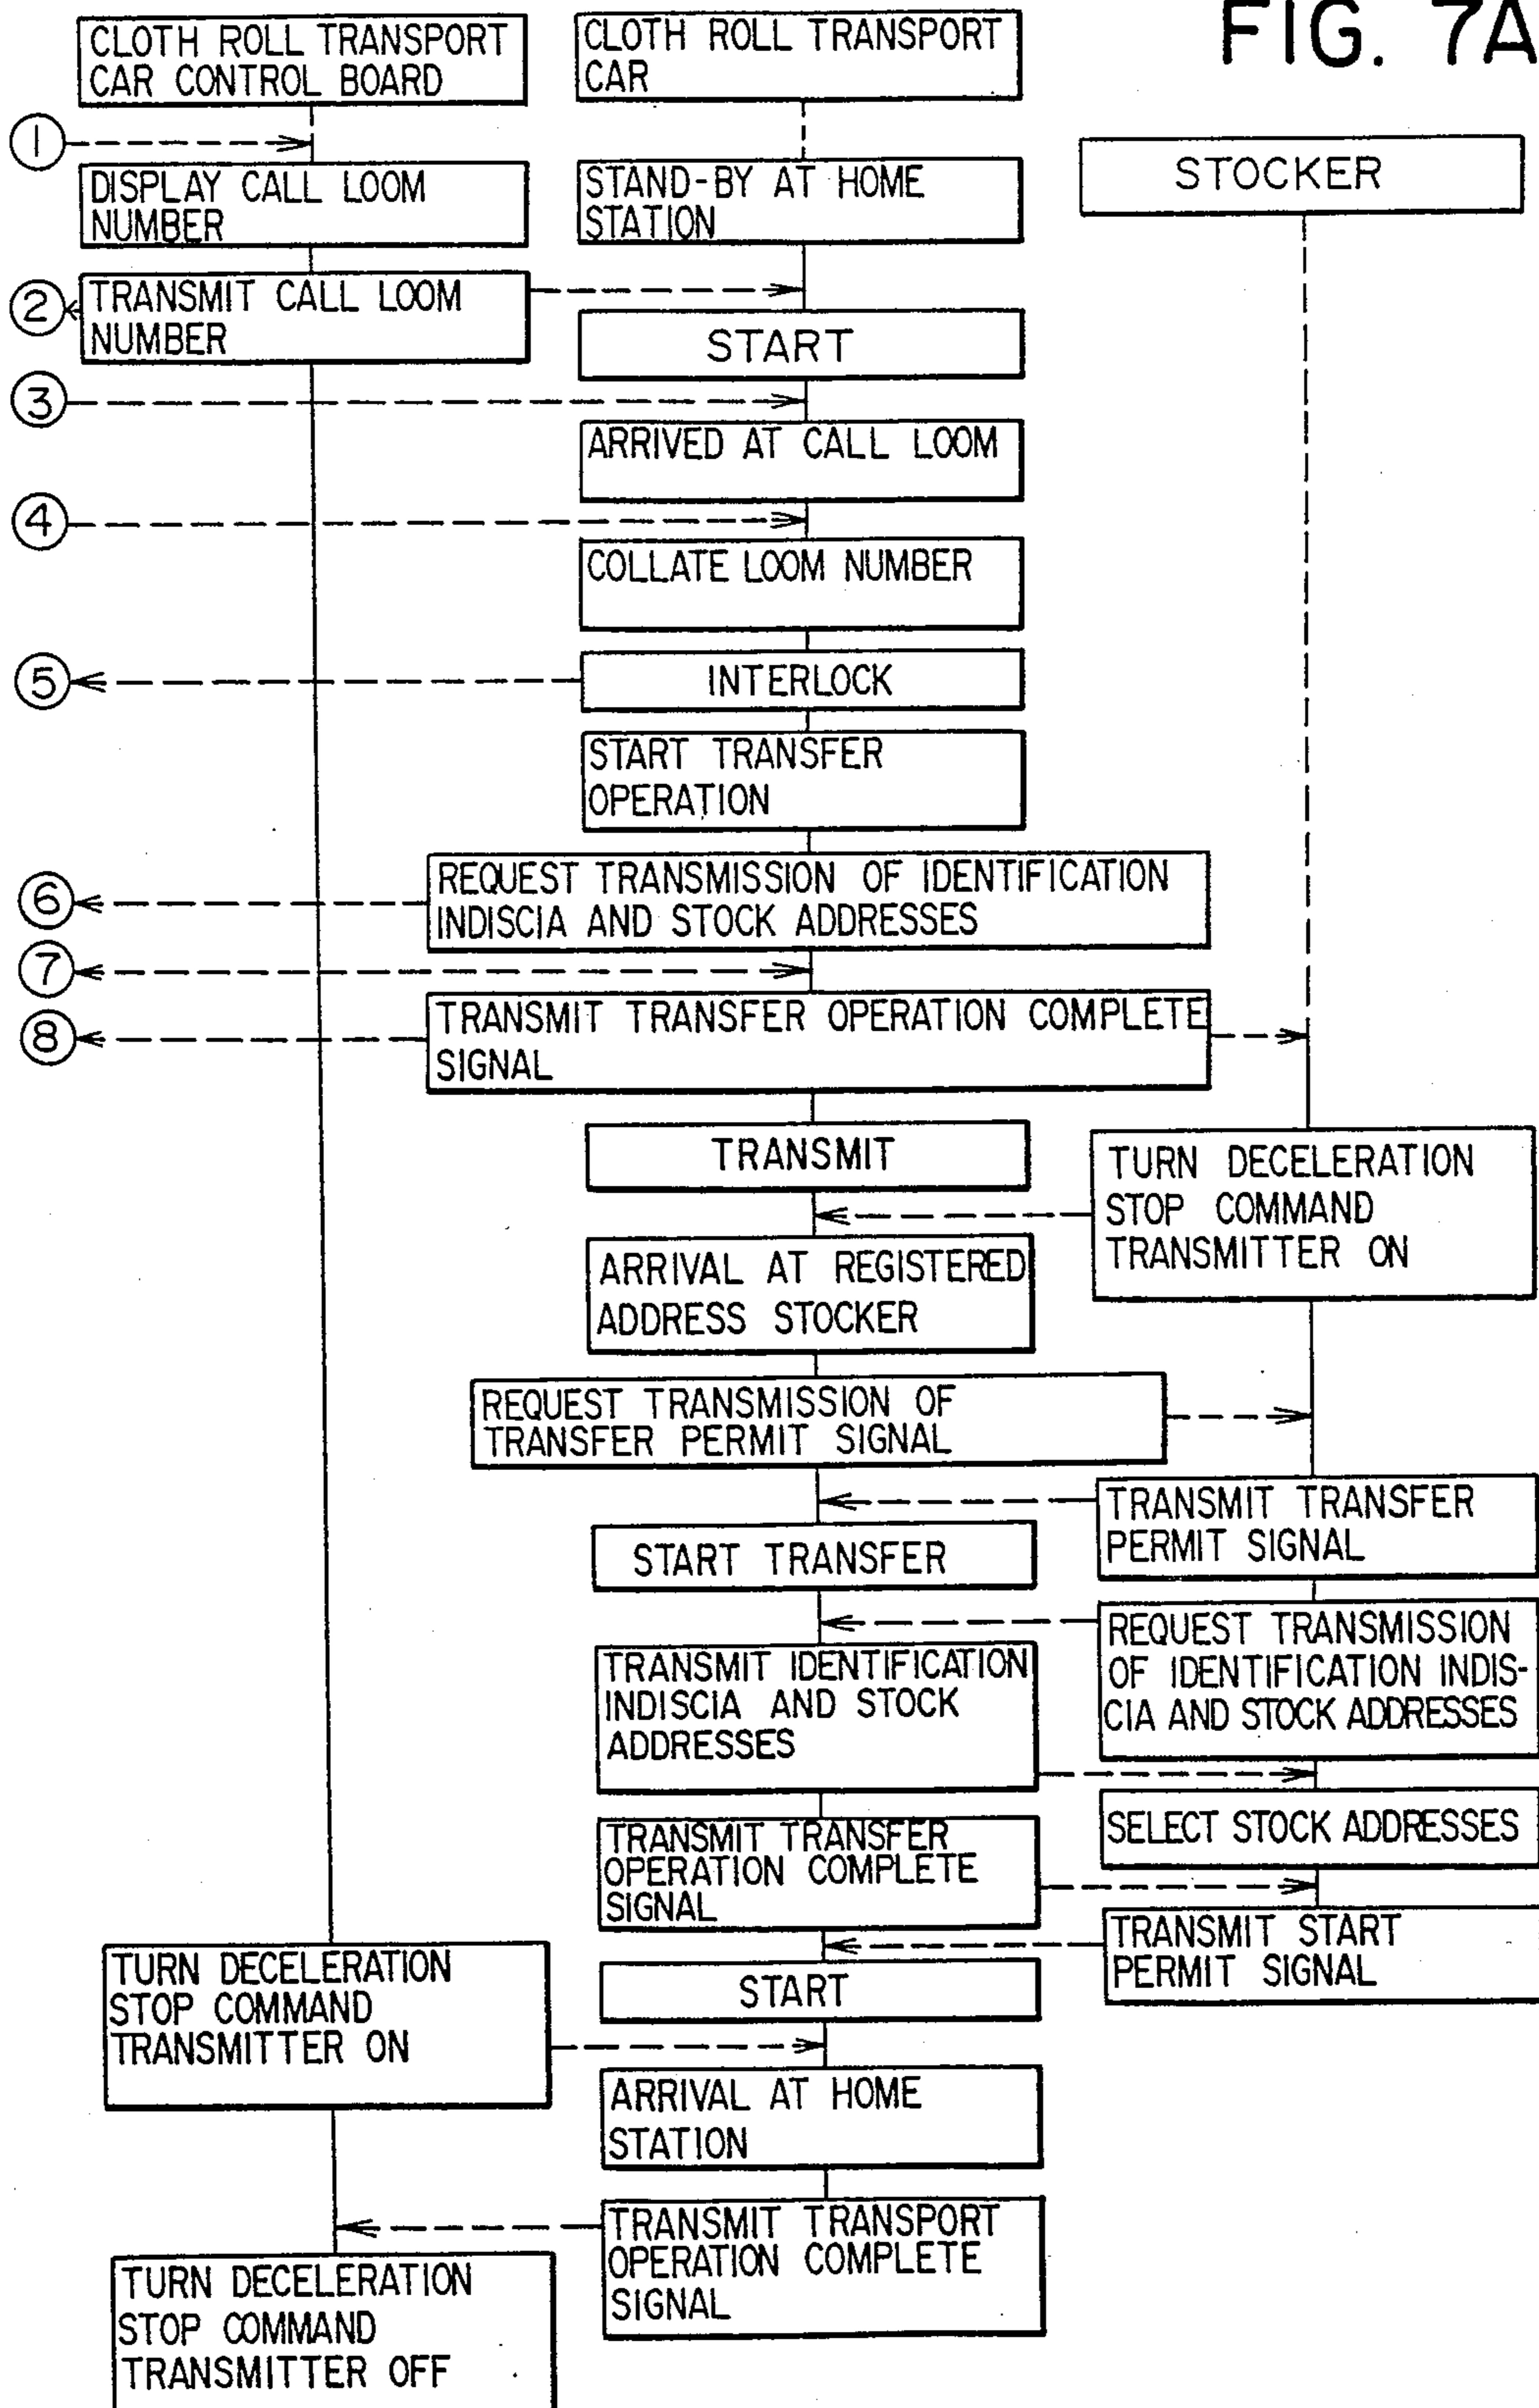 FIG. 7A
CLOTH ROLL TRANSPORT
CAR CONTROL BOARD
CLOTH ROLL TRANSPORT
CAR
STOCKER
1
DISPLAY CALL LOOM
NUMBER
STAND-BY AT HOME
STATION
2
TRANSMIT CALL LOOM
NUMBER
START
3
ARRIVED AT CALL LOOM
4
COLLATE LOOM NUMBER
5
INTERLOCK
START TRANSFER
OPERATION
6
REQUEST TRANSMISSION OF IDENTIFICATION
INDISCIA AND STOCK ADDRESSES
7
8
TRANSMIT TRANSFER OPERATION COMPLETE
SIGNAL
TRANSMIT
TURN DECELERATION
STOP COMMAND
TRANSMITTER ON
ARRIVAL AT REGISTERED
ADDRESS STOCKER
REQUEST TRANSMISSION OF
TRANSFER PERMIT SIGNAL
TRANSMIT TRANSFER
PERMIT SIGNAL
START TRANSFER
REQUEST TRANSMISSION
OF IDENTIFICATION INDIS-
CIA AND STOCK ADDRESSES
TRANSMIT IDENTIFICATION
INDISCIA AND STOCK
ADDRESSES
SELECT STOCK ADDRESSES
TRANSMIT TRANSFER
OPERATION COMPLETE
SIGNAL
TRANSMIT START
PERMIT SIGNAL
START
TURN DECELERATION
STOP COMMAND
TRANSMITTER ON
ARRIVAL AT HOME
STATION
TRANSMIT TRANSPORT
OPERATION COMPLETE
SIGNAL
TURN DECELERATION
STOP COMMAND
TRANSMITTER OFF